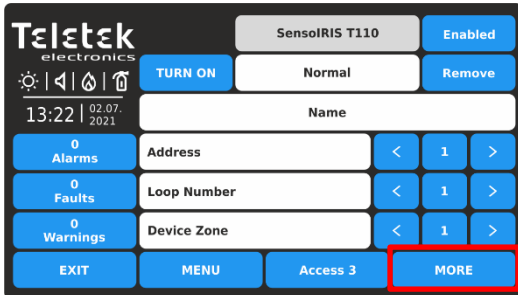 Teletek
electronics
SensoIRIS T110
Enabled
TURN ON
Normal
Remove
13:22 | 02.07.
2021
Name
0
Alarms
Address
< 1 >
0
Faults
Loop Number
< 1 >
0
Warnings
Device Zone
< 1 >
EXIT
MENU
Access 3
MORE